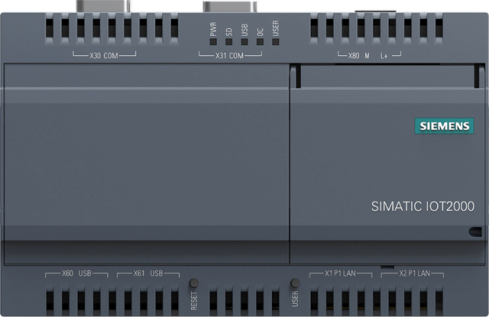 X30 COM
X31 COM
PWR
SD
USB
OC
USER
X80 M L+
SIEMENS
SIMATIC IOT2000
X60 USB
X61 USB
RESET
USER
X1 P1 LAN
X2 P1 LAN